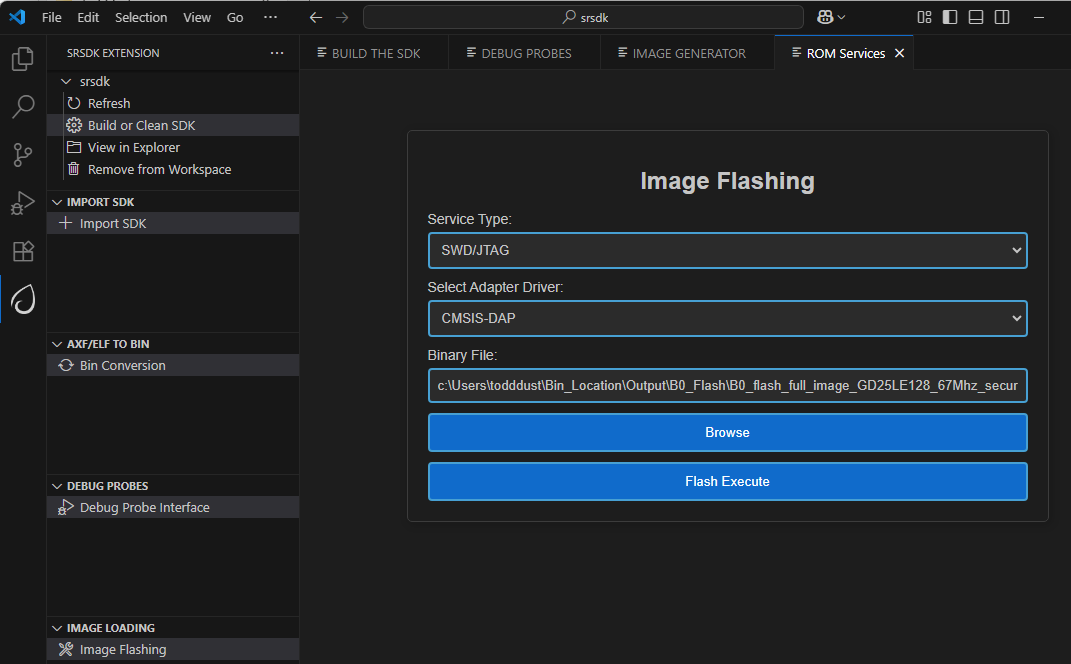 File Edit Selection View Go ···
srsdk
SRSDK EXTENSION ···
srsdk
Refresh
Build or Clean SDK
View in Explorer
Remove from Workspace
IMPORT SDK
Import SDK
AXF/ELF TO BIN
Bin Conversion
DEBUG PROBES
Debug Probe Interface
IMAGE LOADING
Image Flashing
BUILD THE SDK
DEBUG PROBES
IMAGE GENERATOR
ROM Services
Image Flashing
Service Type:
SWD/JTAG
Select Adapter Driver:
CMSIS-DAP
Binary File:
c:\Users\todddust\Bin_Location\Output\B0_Flash\B0_flash_full_image_GD25LE128_67Mhz_secur
Browse
Flash Execute